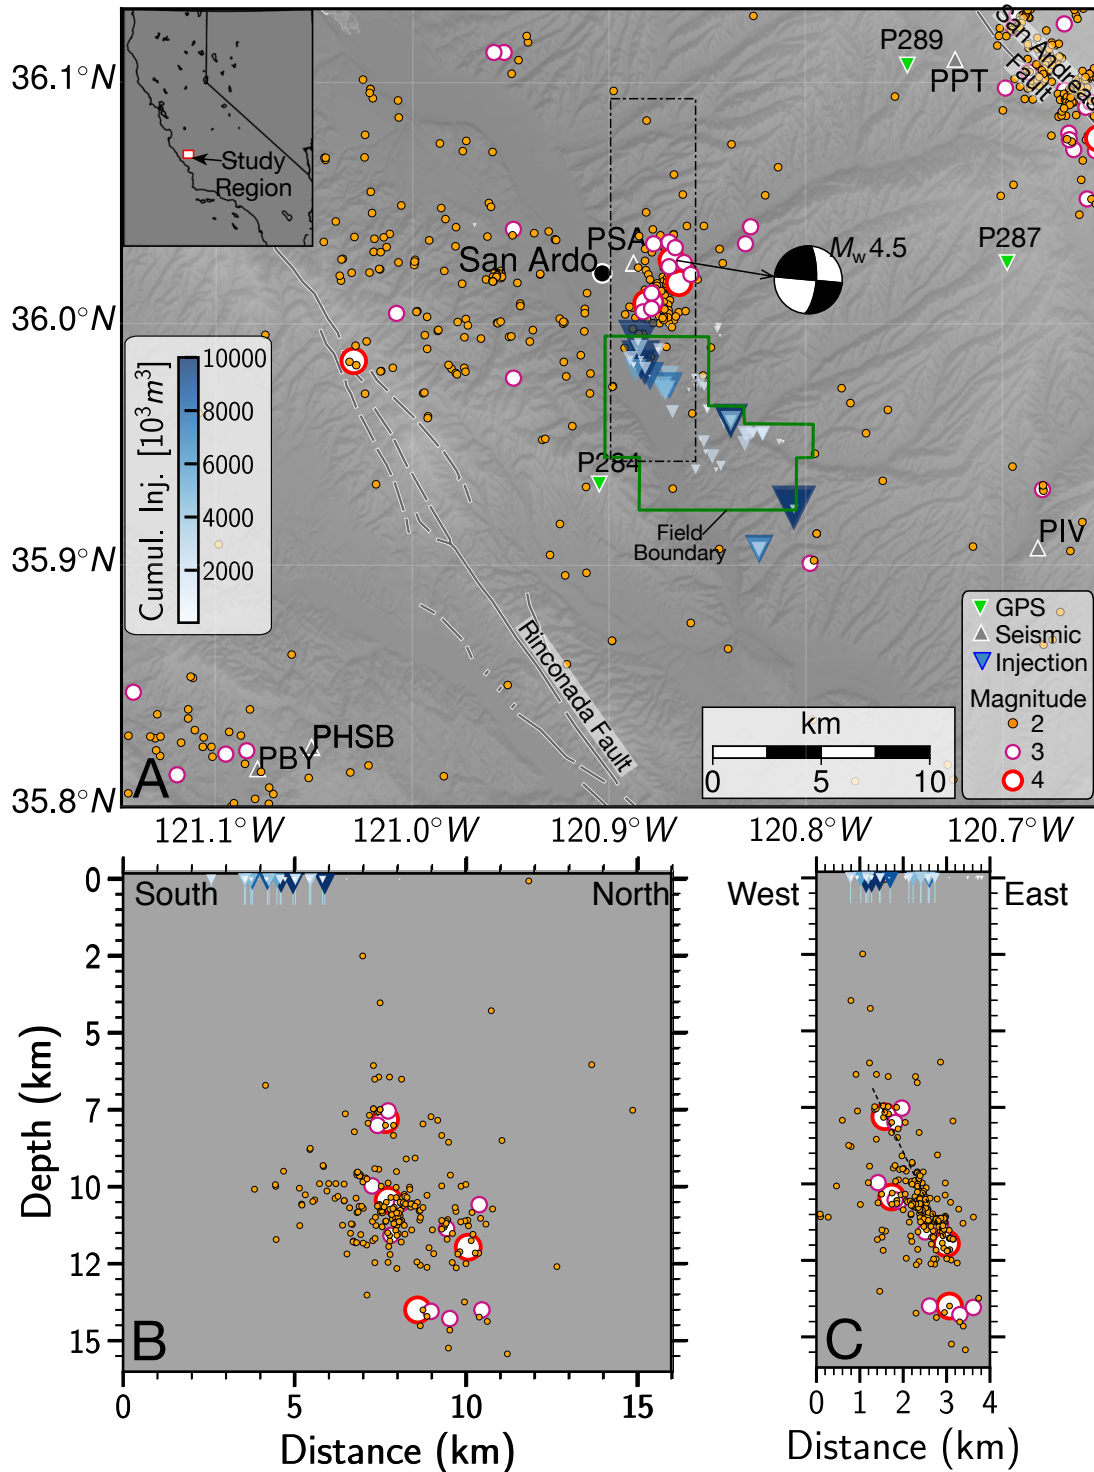 36.1°N
36.0°N
35.9°N
35.8°N
121.1°W
121.0°W
120.9°W
120.8°W
120.7°W
Study
Region
San Andreas
Fault
P289
PPT
P287
PSA
San Ardo
Mw 4.5
P284
Field
Boundary
PIV
Rinconada Fault
PHSB
PBY
Cumul. Inj. [10³m³]
10000
8000
6000
4000
2000
GPS
Seismic
Injection
Magnitude
2
3
4
km
0
5
10
A
South
North
0
2
5
7
10
12
15
Depth (km)
B
0
5
10
15
Distance (km)
West
East
C
0
1
2
3
4
Distance (km)